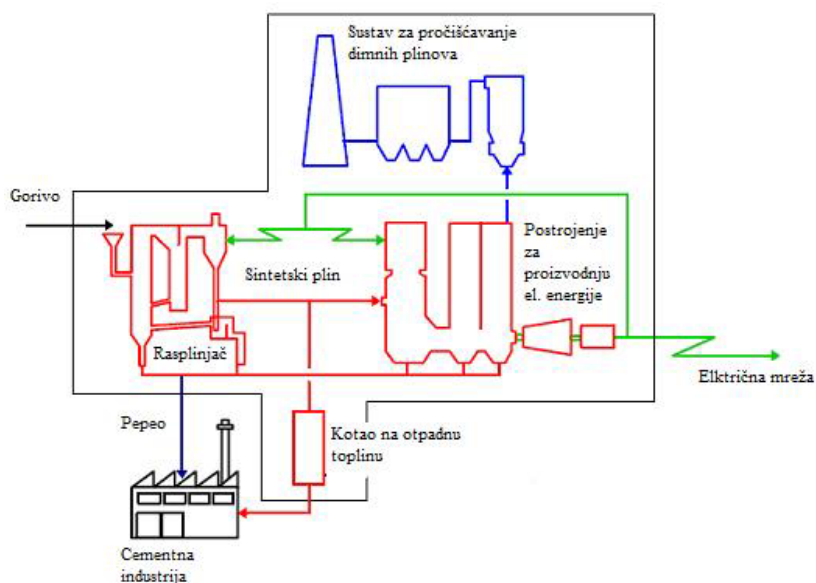 Sustav za pročišćavanje
dimnih plinova
Gorivo
Postrojenje
za
proizvodnju
el. energije
Sintetski plin
Rasplinjač
Elktrična mreža
Pepeo
Kotao na otpadnu
toplinu
Cementna
industrija